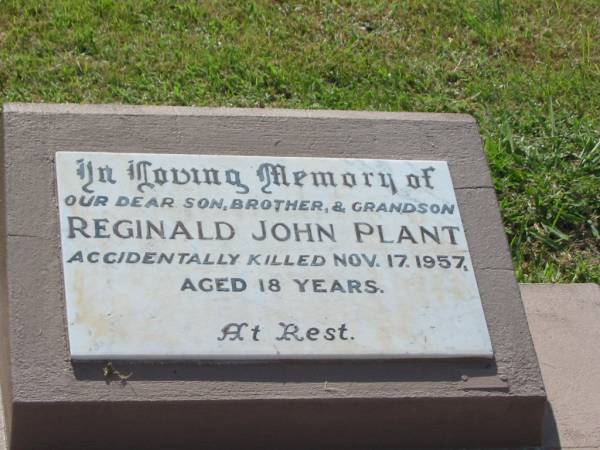 In Loving Memory of
OUR DEAR SON, BROTHER, & GRANDSON
REGINALD JOHN PLANT
ACCIDENTALLY KILLED NOV. 17. 1957,
AGED 18 YEARS.
At Rest.